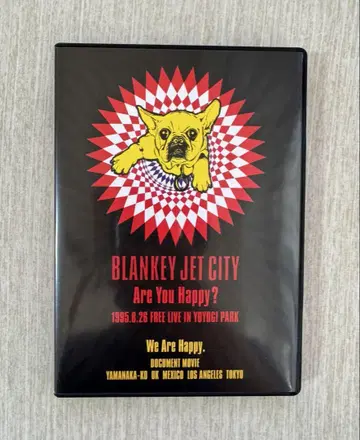 BLANKEY JET CITY
Are You Happy?
1995.8.26 FREE LIVE IN YOYOGI PARK
We Are Happy.
DOCUMENT MOVIE
YAMANAKA-KO UK MEXICO LOS ANGELES TOKYO